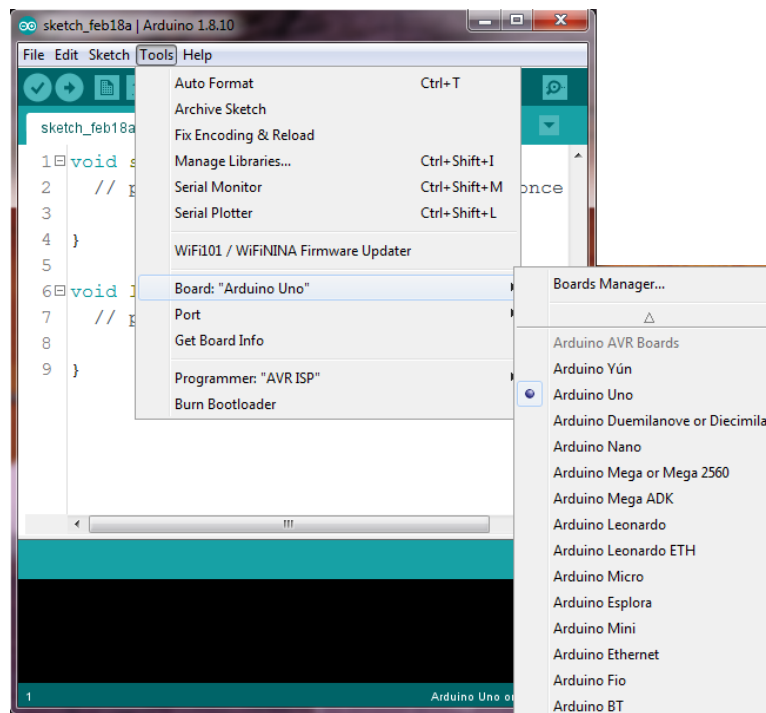 sketch_feb18a | Arduino 1.8.10
File Edit Sketch Tools Help
sketch_feb18a
Auto Format Ctrl+T
Archive Sketch
Fix Encoding & Reload
Manage Libraries... Ctrl+Shift+I
Serial Monitor Ctrl+Shift+M
Serial Plotter Ctrl+Shift+L
WiFi101 / WiFiNINA Firmware Updater
Board: "Arduino Uno"
Port
Get Board Info
Programmer: "AVR ISP"
Burn Bootloader
1 void
2 // once
3
4 }
5
6 void
7 //
8
9 }
Boards Manager...
Arduino AVR Boards
Arduino Yún
Arduino Uno
Arduino Duemilanove or Diecimila
Arduino Nano
Arduino Mega or Mega 2560
Arduino Mega ADK
Arduino Leonardo
Arduino Leonardo ETH
Arduino Micro
Arduino Esplora
Arduino Mini
Arduino Ethernet
Arduino Fio
Arduino BT
1 Arduino Uno